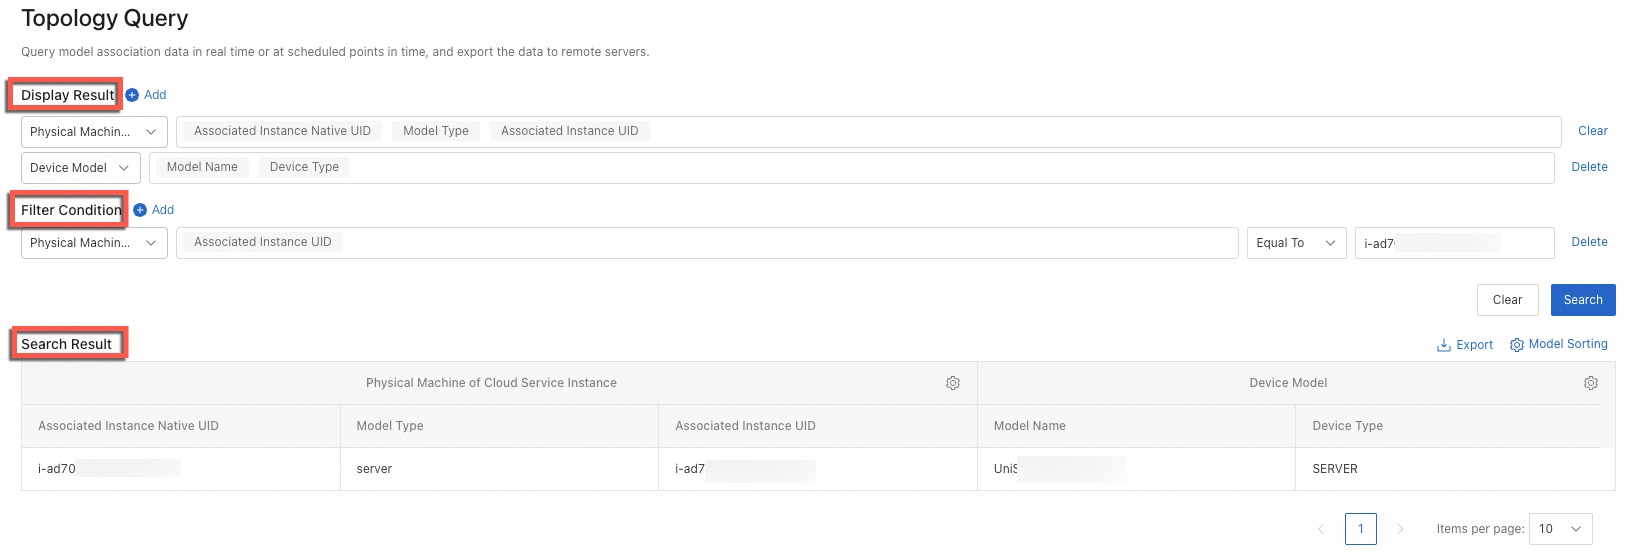 Topology Query
Query model association data in real time or at scheduled points in time, and export the data to remote servers.
Display Result Add
Physical Machin... Associated Instance Native UID Model Type Associated Instance UID Clear
Device Model Model Name Device Type Delete
Filter Condition Add
Physical Machin... Associated Instance UID Equal To i-ad7 Delete
Clear Search
Search Result Export Model Sorting
Physical Machine of Cloud Service Instance Device Model
Associated Instance Native UID Model Type Associated Instance UID Model Name Device Type
i-ad70 server i-ad7 UniS SERVER
1 Items per page: 10